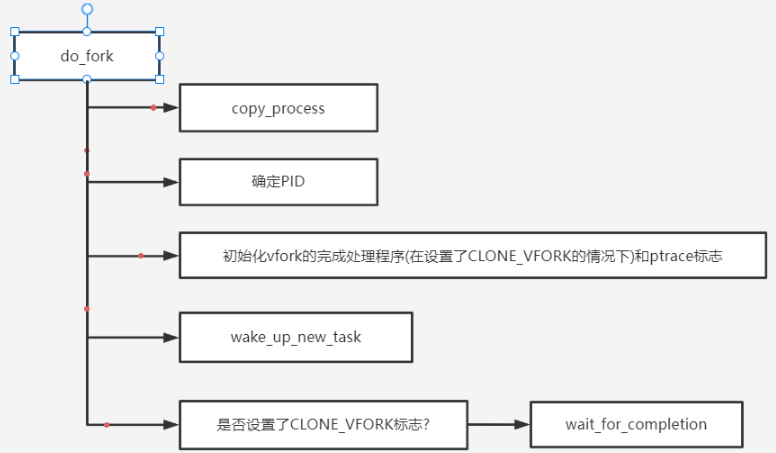 do_fork
copy_process
确定PID
初始化vfork的完成处理程序(在设置了CLONE_VFORK的情况下)和ptrace标志
wake_up_new_task
是否设置了CLONE_VFORK标志?
wait_for_completion